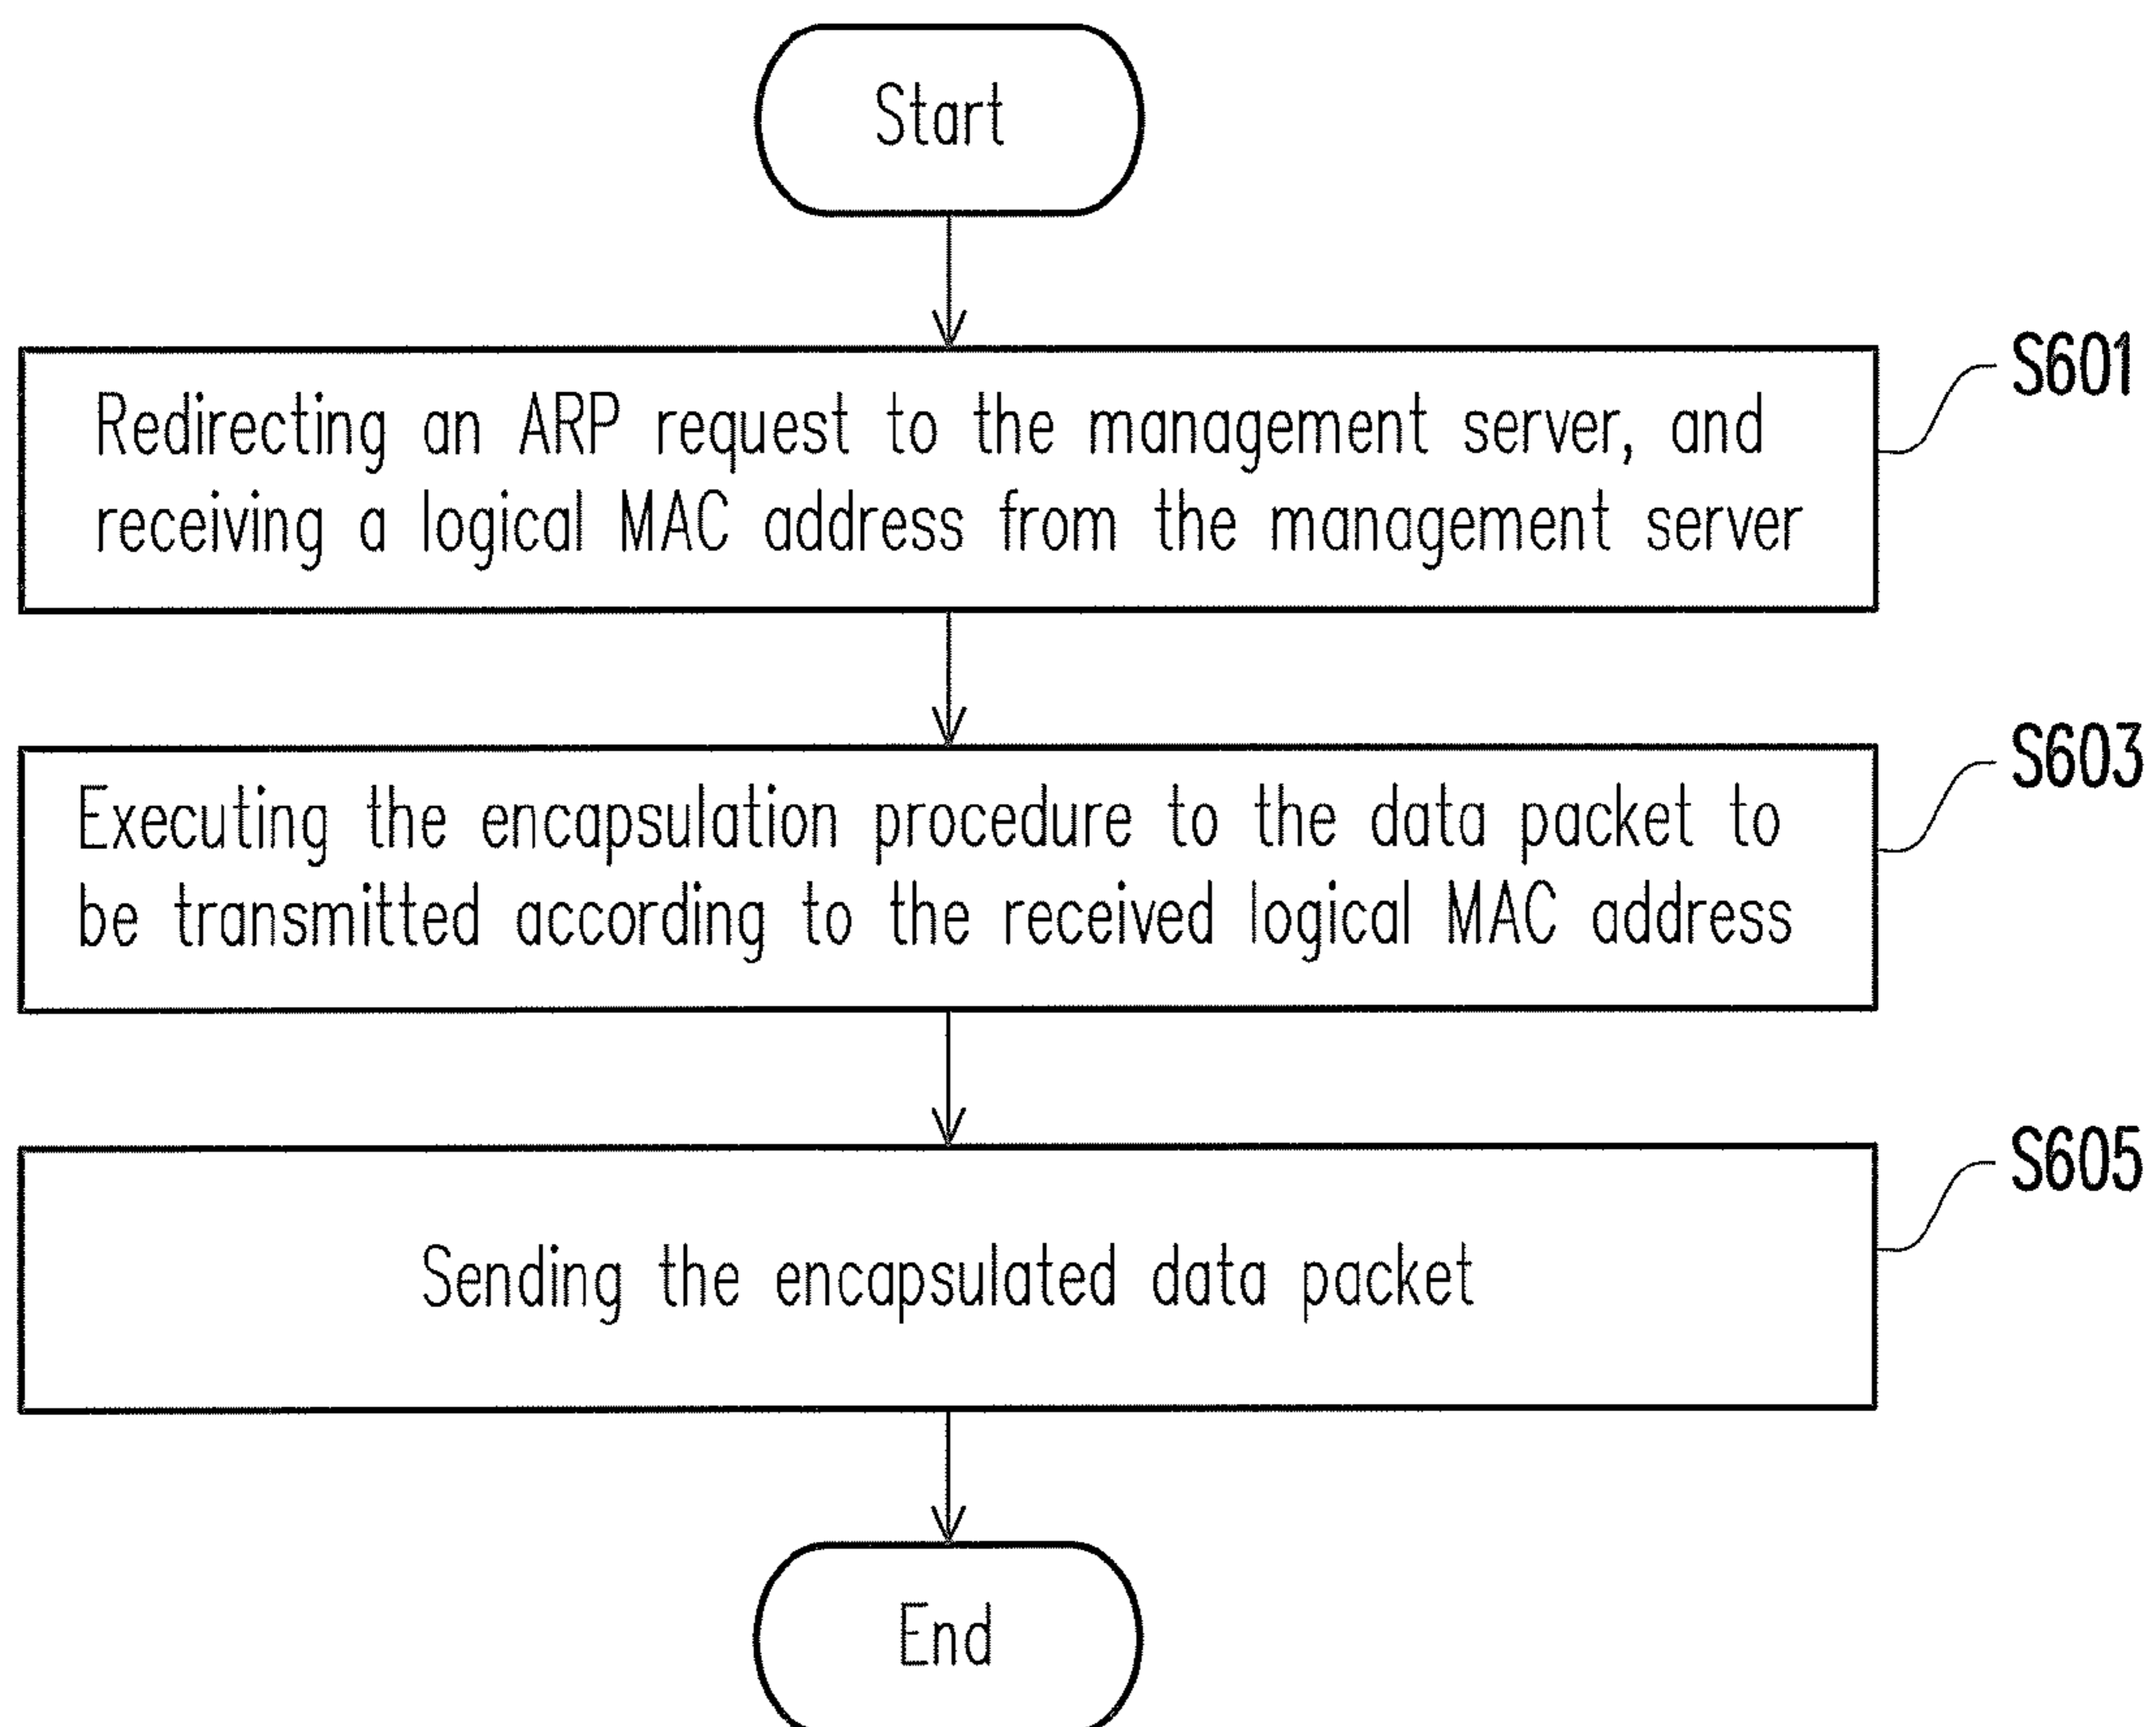 Start
Redirecting an ARP request to the management server, and
receiving a logical MAC address from the management server
S601
Executing the encapsulation procedure to the data packet to
be transmitted according to the received logical MAC address
S603
Sending the encapsulated data packet
S605
End